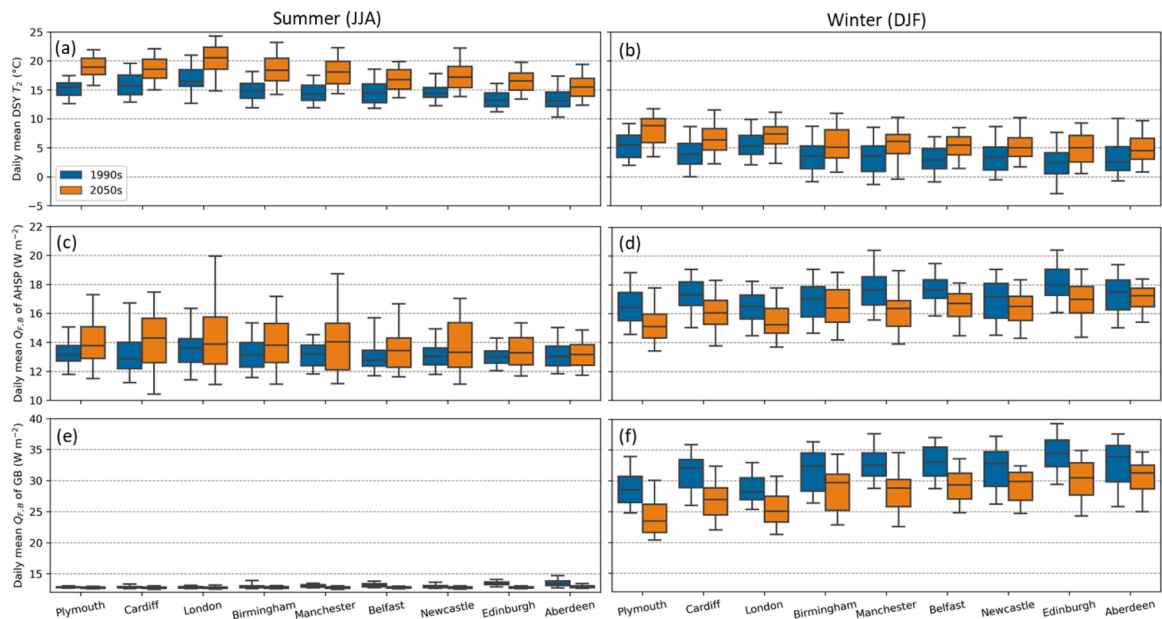 Summer (JJA)
Winter (DJF)
Daily mean DSY T₂ (°C)
25
20
15
10
5
0
−5
(a)
1990s
2050s
(b)
Daily mean Q_F,B of AHSP (W m⁻²)
22
20
18
16
14
12
10
(c)
(d)
Daily mean Q_F,B of GB (W m⁻²)
40
35
30
25
20
15
(e)
(f)
Plymouth Cardiff London Birmingham Manchester Belfast Newcastle Edinburgh Aberdeen
Plymouth Cardiff London Birmingham Manchester Belfast Newcastle Edinburgh Aberdeen